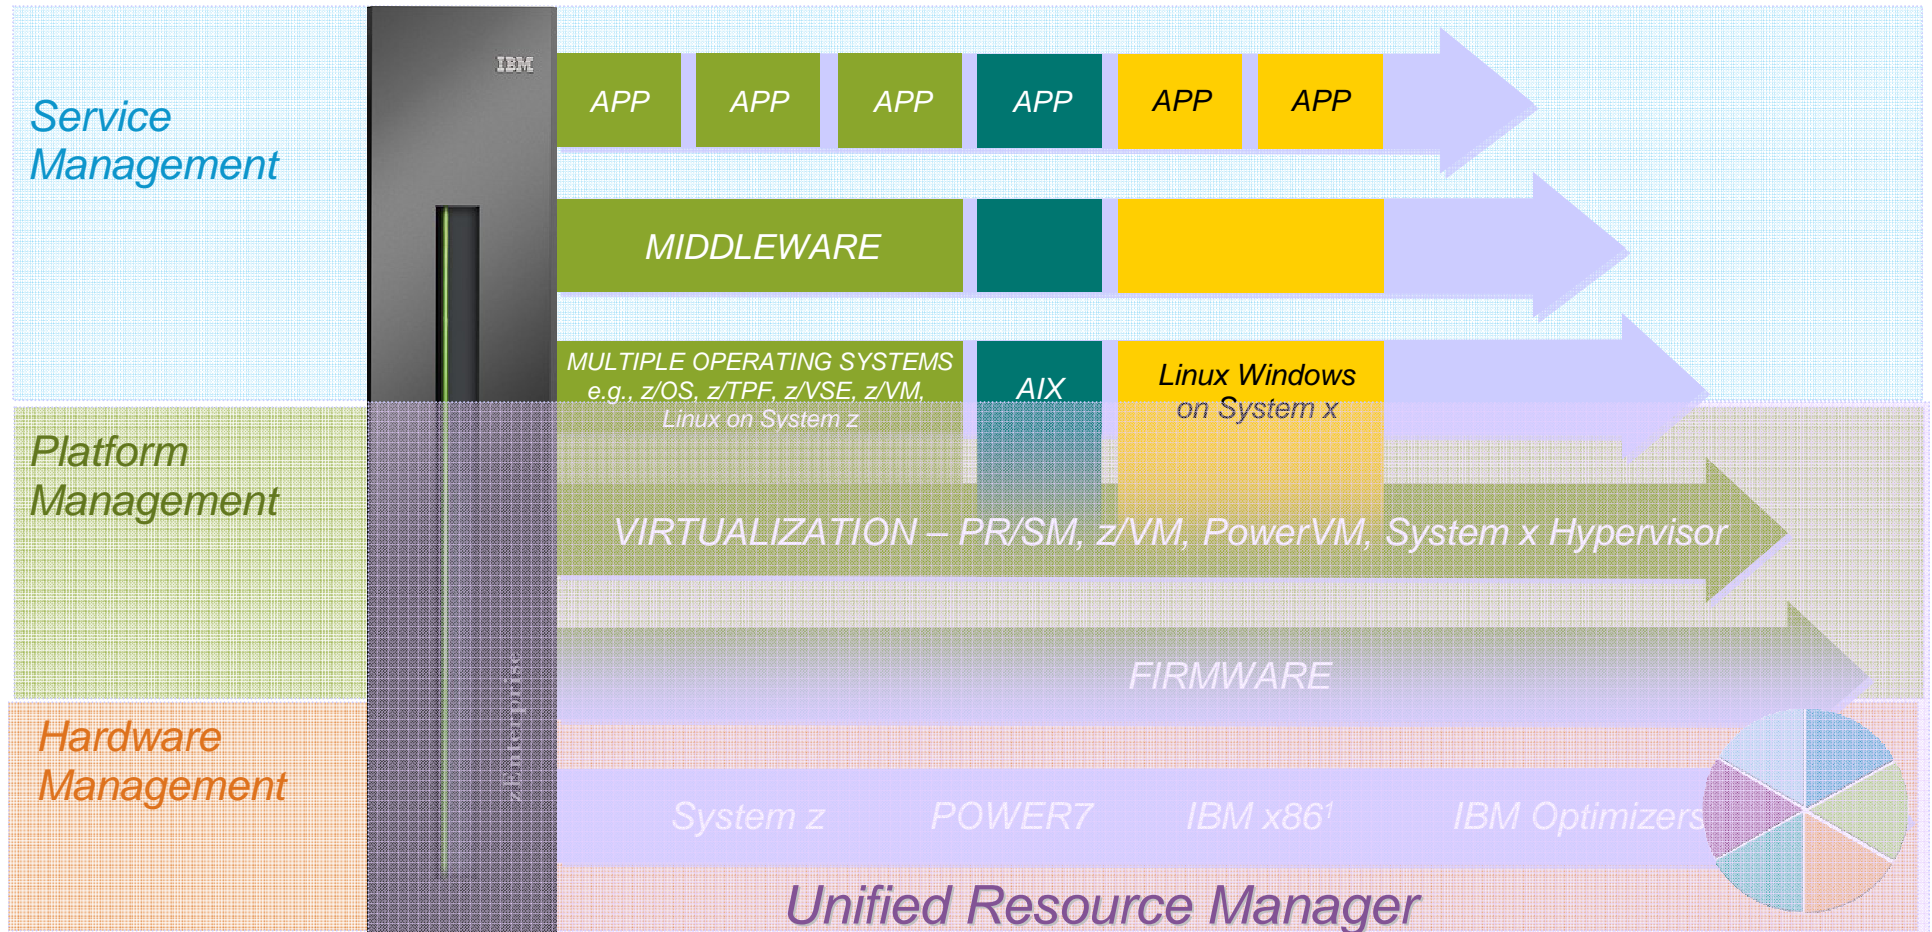 Service
Management
IBM
APP APP APP APP APP APP
MIDDLEWARE
MULTIPLE OPERATING SYSTEMS
e.g., z/OS, z/TPF, z/VSE, z/VM,
Linux on System z
AIX
Linux Windows
on System x
Platform
Management
VIRTUALIZATION – PR/SM, z/VM, PowerVM, System x Hypervisor
FIRMWARE
zEnterprise
Hardware
Management
System z POWER7 IBM x86¹ IBM Optimizers
Unified Resource Manager